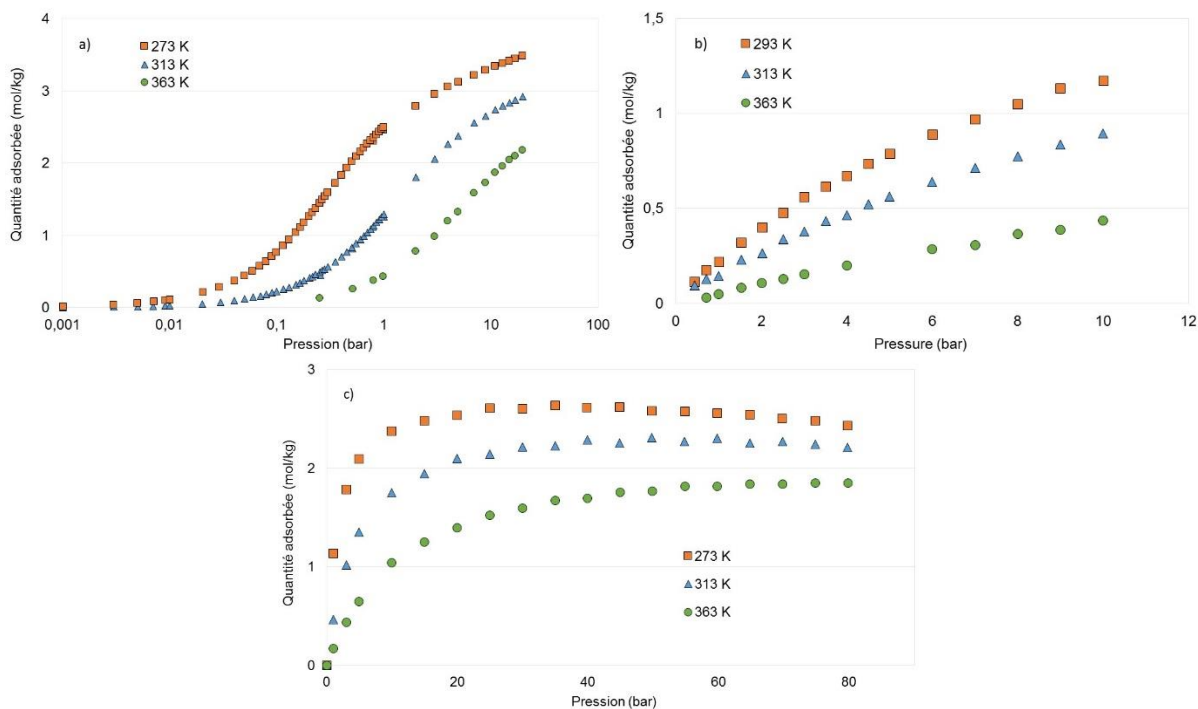 a)
273 K
313 K
363 K
Quantité adsorbée (mol/kg)
4
3
2
1
0
0,001 0,01 0,1 1 10 100
Pression (bar)
b)
293 K
313 K
363 K
Quantité adsorbée (mol/kg)
1,5
1
0,5
0
0 2 4 6 8 10 12
Pressure (bar)
c)
Quantité adsorbée (mol/kg)
3
2
1
0
273 K
313 K
363 K
0 20 40 60 80
Pression (bar)